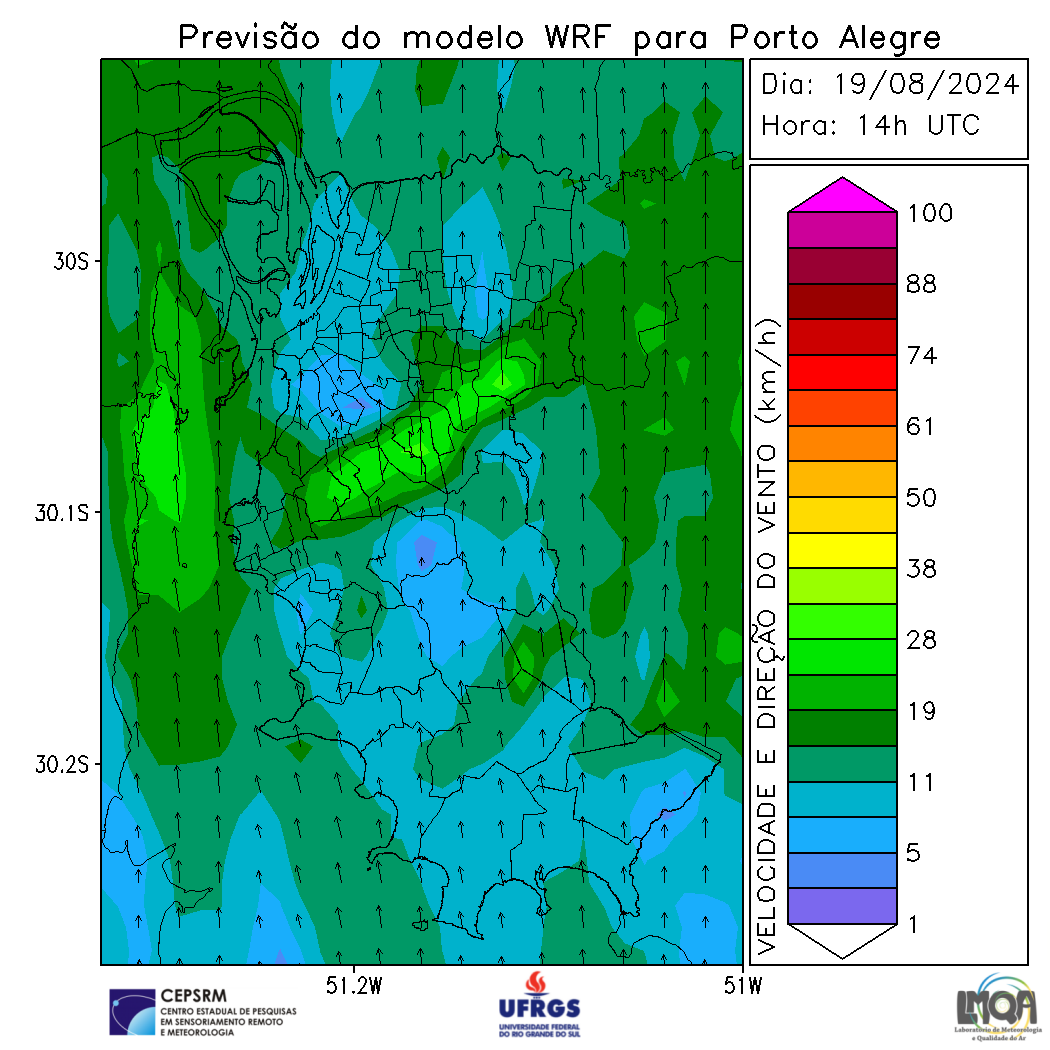 Previsão do modelo WRF para Porto Alegre
Dia: 19/08/2024
Hora: 14h UTC
30S
30.1S
30.2S
51.2W
51W
VELOCIDADE E DIREÇÃO DO VENTO (km/h)
100
88
74
61
50
38
28
19
11
5
1
CEPSRM
CENTRO ESTADUAL DE PESQUISAS
EM SENSORIAMENTO REMOTO
E METEOROLOGIA
UFRGS
UNIVERSIDADE FEDERAL
DO RIO GRANDE DO SUL
LMQA
Laboratório de Meteorologia
e Qualidade do Ar